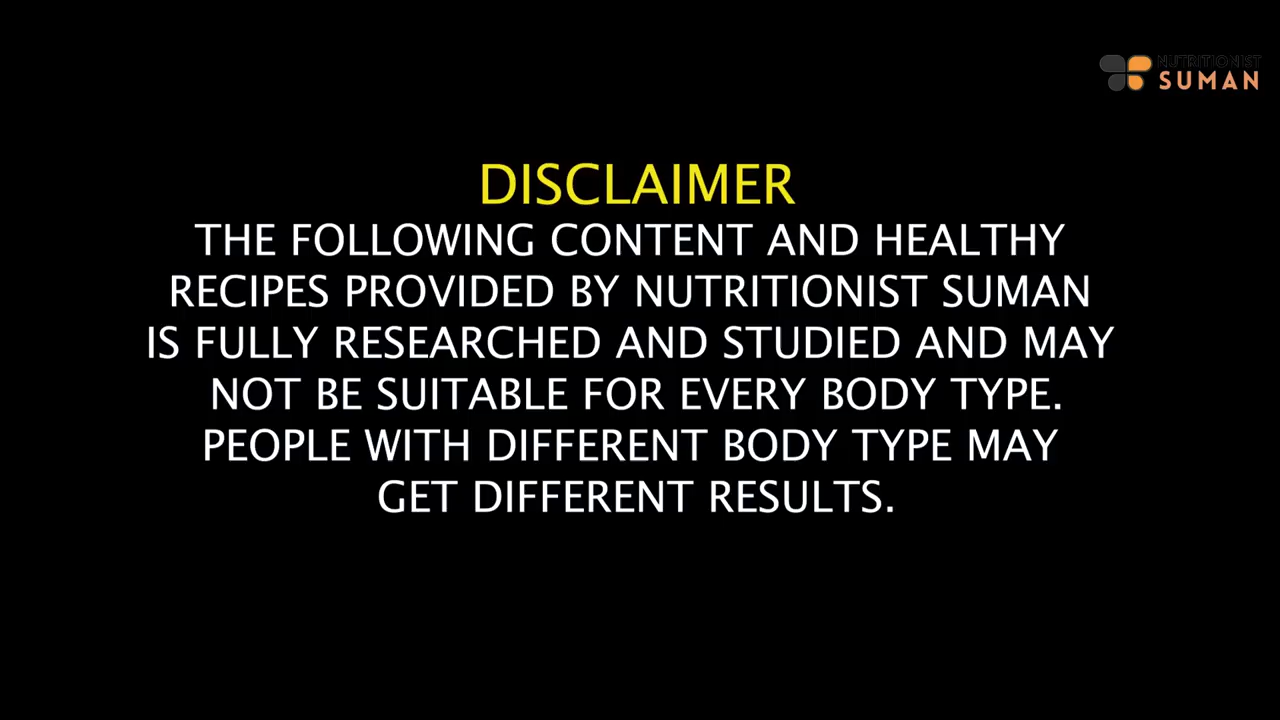 NUTRITIONIST
SUMAN
DISCLAIMER
THE FOLLOWING CONTENT AND HEALTHY
RECIPES PROVIDED BY NUTRITIONIST SUMAN
IS FULLY RESEARCHED AND STUDIED AND MAY
NOT BE SUITABLE FOR EVERY BODY TYPE.
PEOPLE WITH DIFFERENT BODY TYPE MAY
GET DIFFERENT RESULTS.